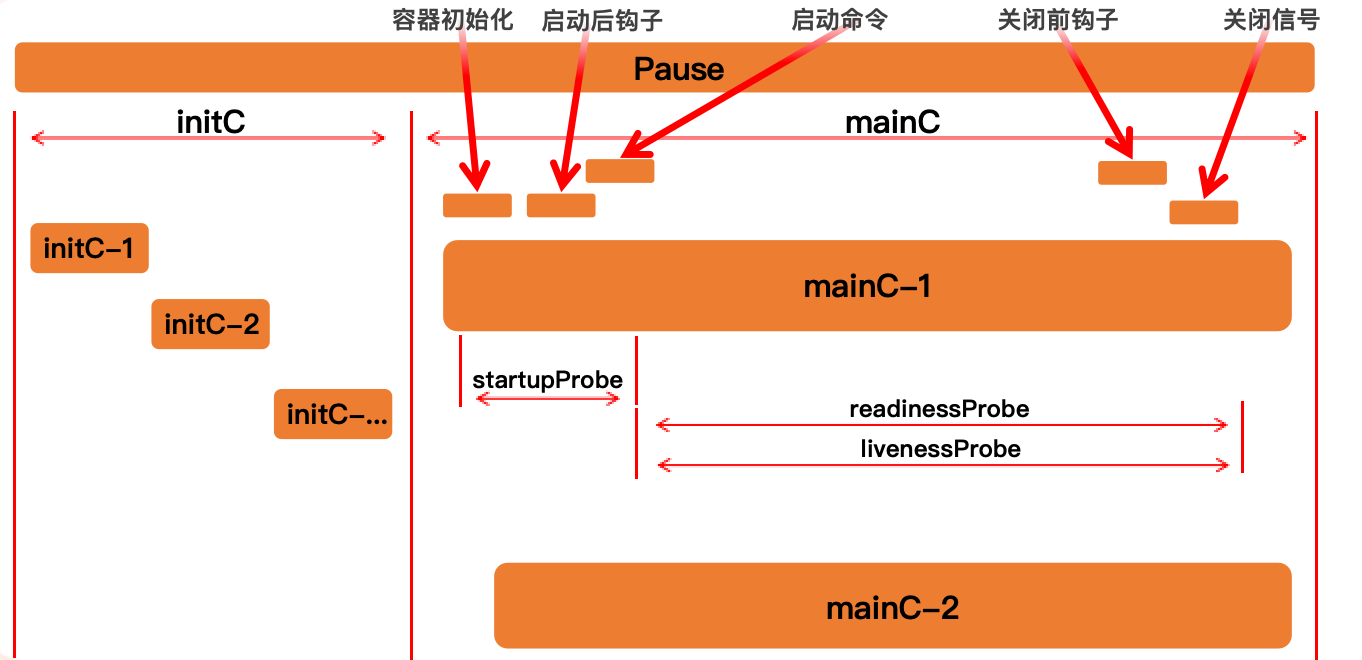 容器初始化 启动后钩子 启动命令 关闭前钩子 关闭信号
Pause
initC mainC
initC-1
mainC-1
initC-2
startupProbe
initC-...
readinessProbe
livenessProbe
mainC-2